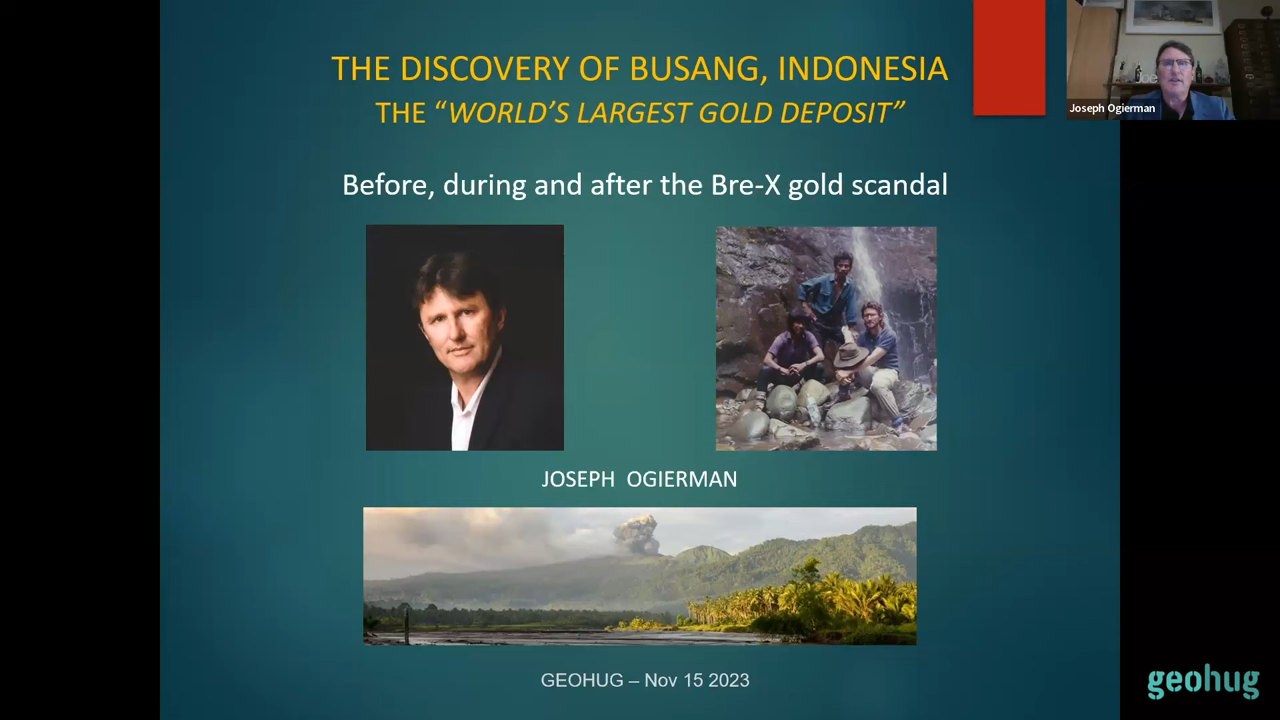 THE DISCOVERY OF BUSANG, INDONESIA
THE “WORLD’S LARGEST GOLD DEPOSIT”
Joe
Joseph Ogierman
Before, during and after the Bre-X gold scandal
JOSEPH OGIERMAN
GEOHUG – Nov 15 2023
geohug